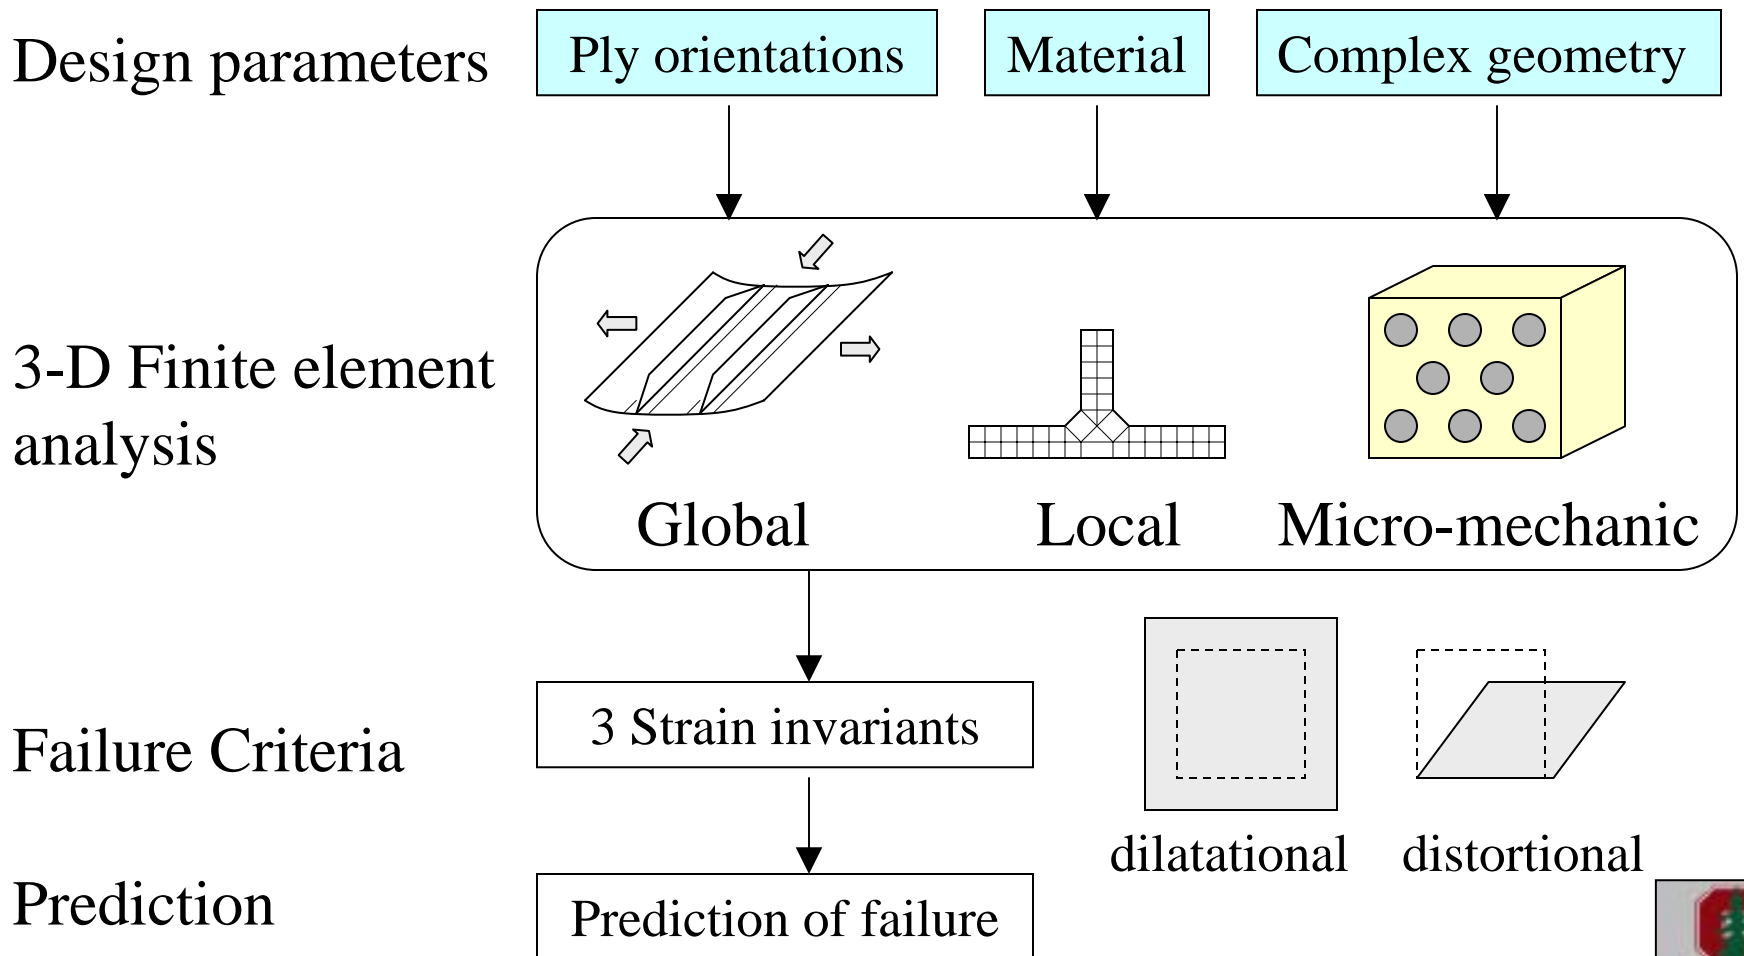 Design parameters
Ply orientations
Material
Complex geometry
3-D Finite element
analysis
Global
Local
Micro-mechanic
Failure Criteria
3 Strain invariants
dilatational
distortional
Prediction
Prediction of failure